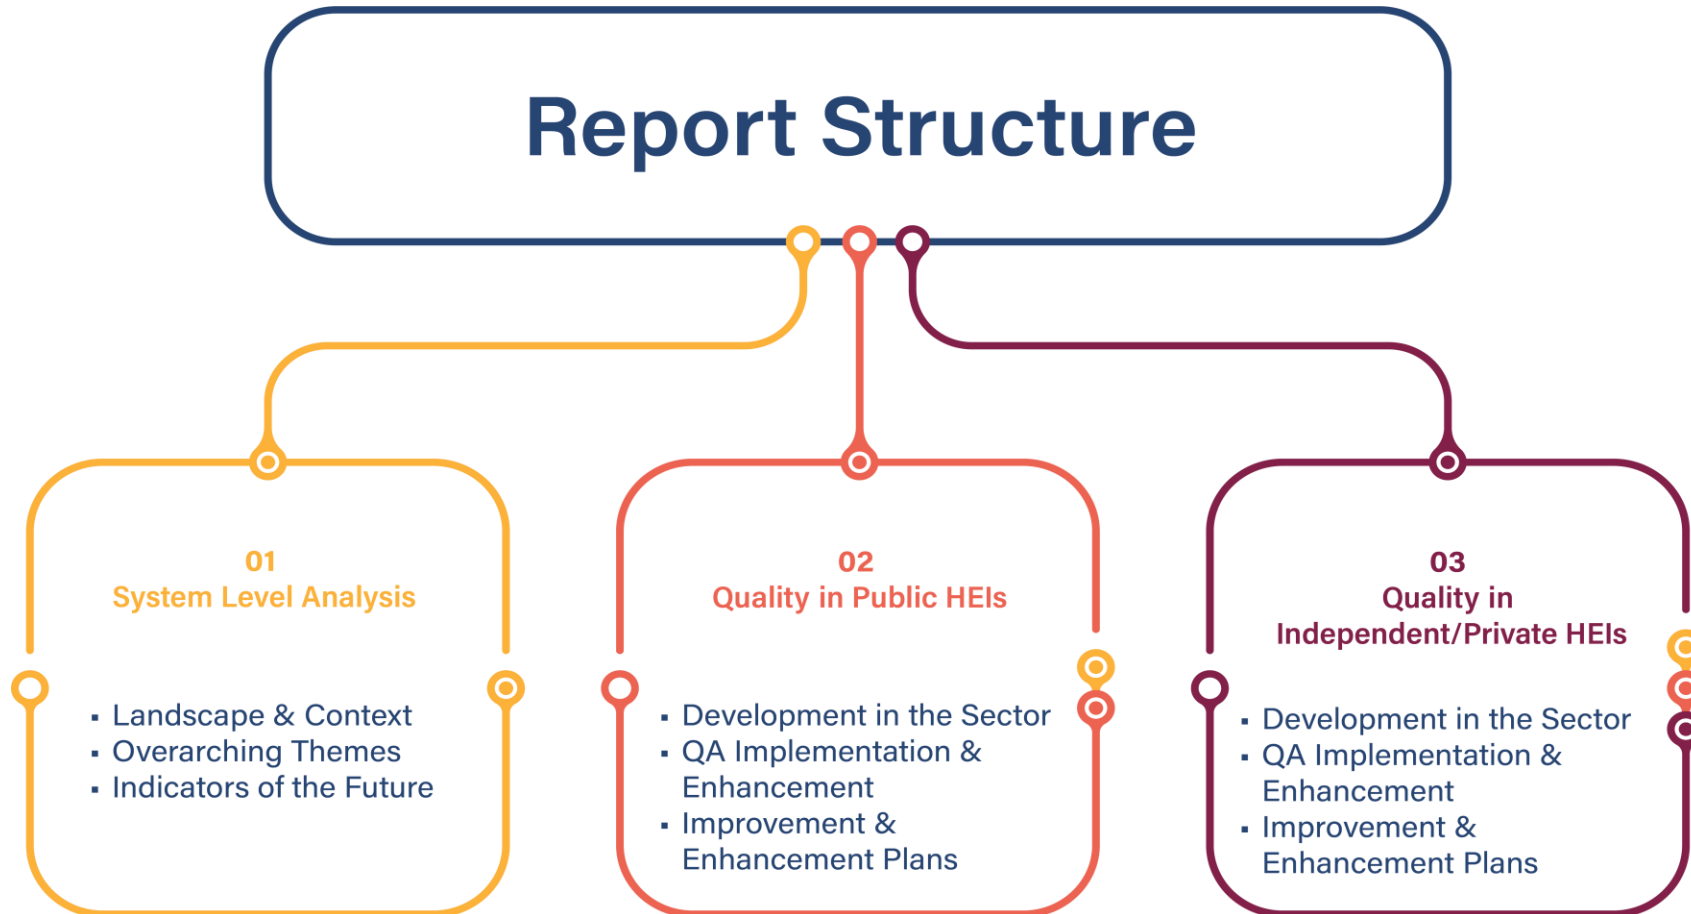 Report Structure
01
System Level Analysis
▪ Landscape & Context
▪ Overarching Themes
▪ Indicators of the Future
02
Quality in Public HEIs
▪ Development in the Sector
▪ QA Implementation &
Enhancement
▪ Improvement &
Enhancement Plans
03
Quality in
Independent/Private HEIs
▪ Development in the Sector
▪ QA Implementation &
Enhancement
▪ Improvement &
Enhancement Plans